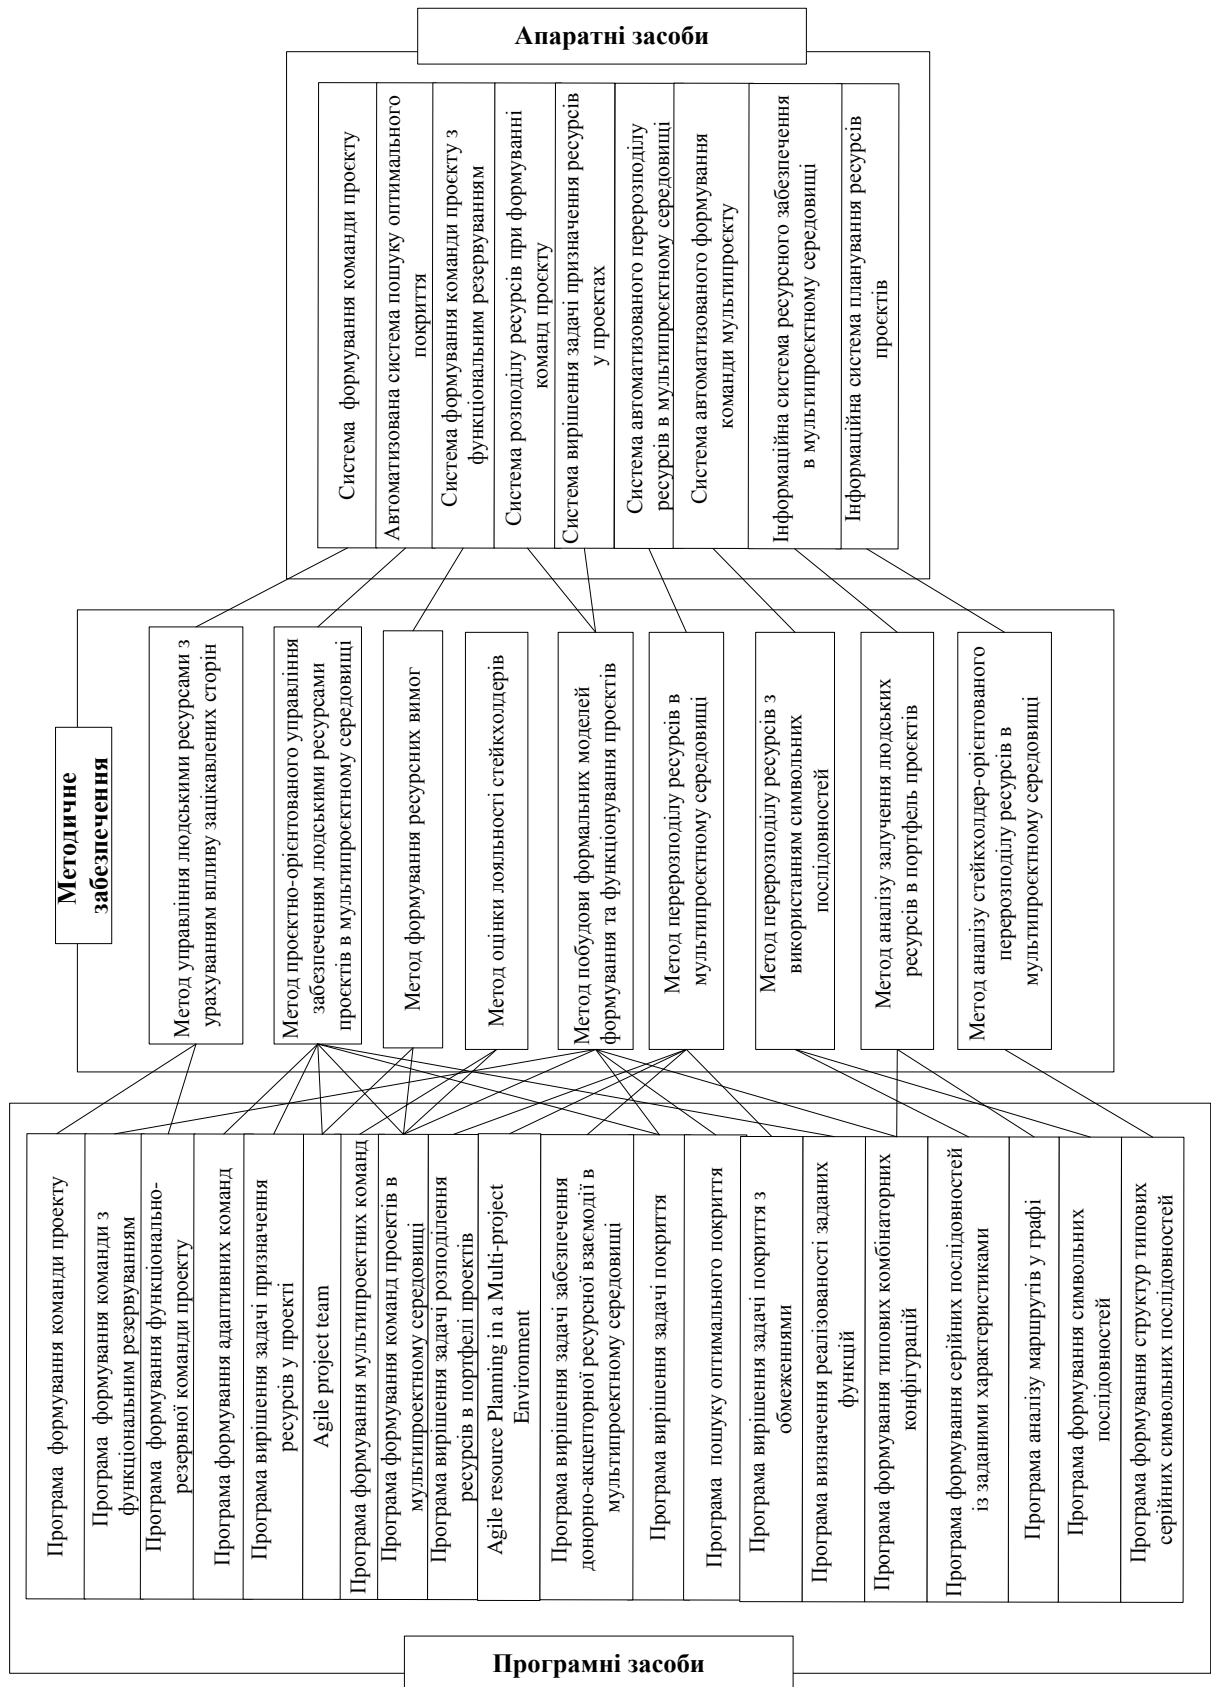 Апаратні засоби
Система  формування команди проєкту
Автоматизована система пошуку оптимального
покриття
Система формування команди проєкту з
функціональним резервуванням
Система розподілу ресурсів при формуванні
команд проєкту
Система вирішення задачі призначення ресурсів
у проектах
Система автоматизованого перерозподілу
ресурсів в мультипроєктному середовищі
Система автоматизованого формування
команди мультипроєкту
Інформаційна система ресурсного забезпечення
в мультипроєктному середовищі
Інформаційна система планування ресурсів
проєктів
Методичне
забезпечення
Метод управління людськими ресурсами з
урахуванням впливу зацікавлених сторін
Метод проєктно-орієнтованого управління
забезпеченням людськими ресурсами
проєктів в мультипроєктному середовищі
Метод формування ресурсних вимог
Метод оцінки лояльності стейкхолдерів
Метод побудови формальних моделей
формування та функціонування проєктів
Метод перерозподілу ресурсів в
мультипроєктному середовищі
Метод перерозподілу ресурсів з
використанням символьних
послідовностей
Метод аналізу залучення людських
ресурсів в портфель проєктів
Метод аналізу стейкхолдер-орієнтованого
перерозподілу ресурсів в
мультипроєктному середовищі
Програма  формування команди проекту
Програма  формування команди з
функціональним резервуванням
Програма  формування функціонально-
резервної команди проекту
Програма формування адаптивних команд
Програма вирішення задачі призначення
ресурсів у проекті
Agile project team
Програма формування мультипроектних команд
Програма формування команд проектів в
мультипроектному середовищі
Програма вирішення задачі розподілення
ресурсів в портфелі проектів
Agile resource Planning in a Multi-project
Environment
Програма вирішення задачі забезпечення
донорно-акцепторної ресурсної взаємодії в
мультипроектному середовищі
Програма вирішення задачі покриття
Програма  пошуку оптимального покриття
Програма вирішення задачі покриття з
обмеженнями
Програма визначення реалізованості заданих
функцій
Програма формування типових комбінаторних
конфігурацій
Програма формування серійних послідовностей
із заданими характеристиками
Програма аналізу маршрутів у графі
Програма формування символьних
послідовностей
Програма формування структур типових
серійних символьних послідовностей
Програмні засоби